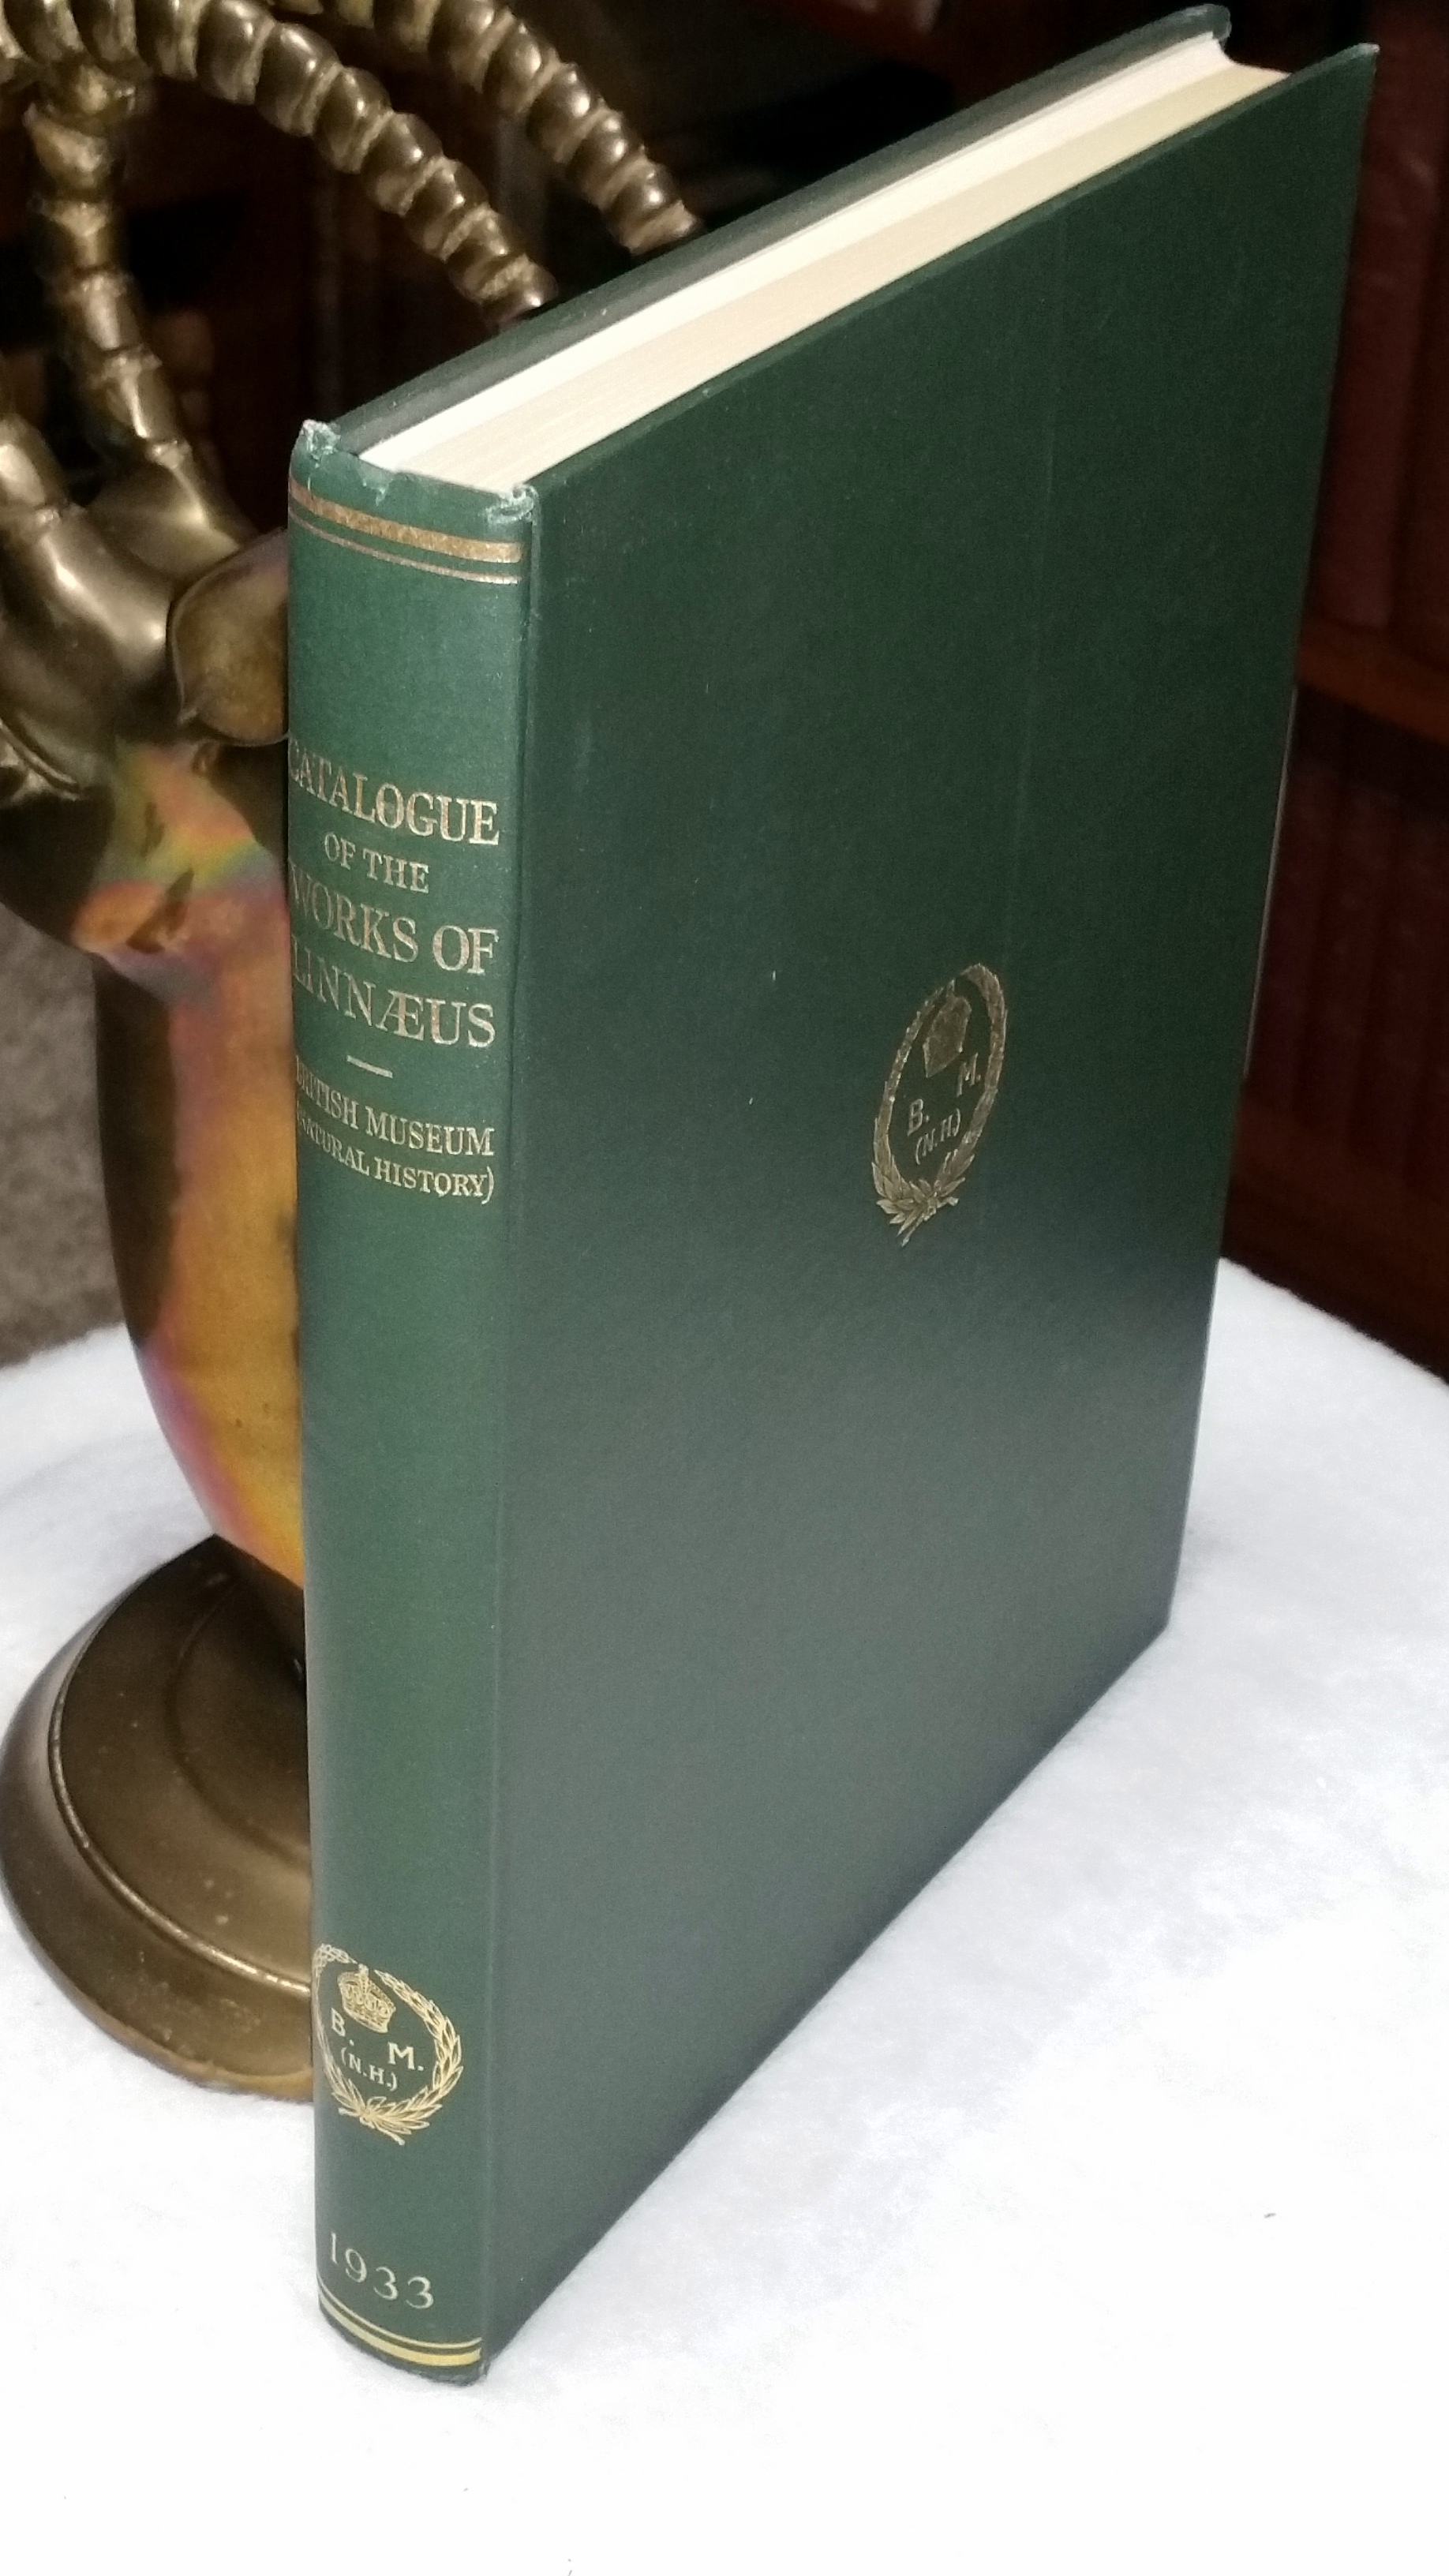 CATALOGUE
OF THE
WORKS OF
LINNÆUS
BRITISH MUSEUM
(NATURAL HISTORY)
B. M.
(N.H.)
1933
B. M.
(N.H.)